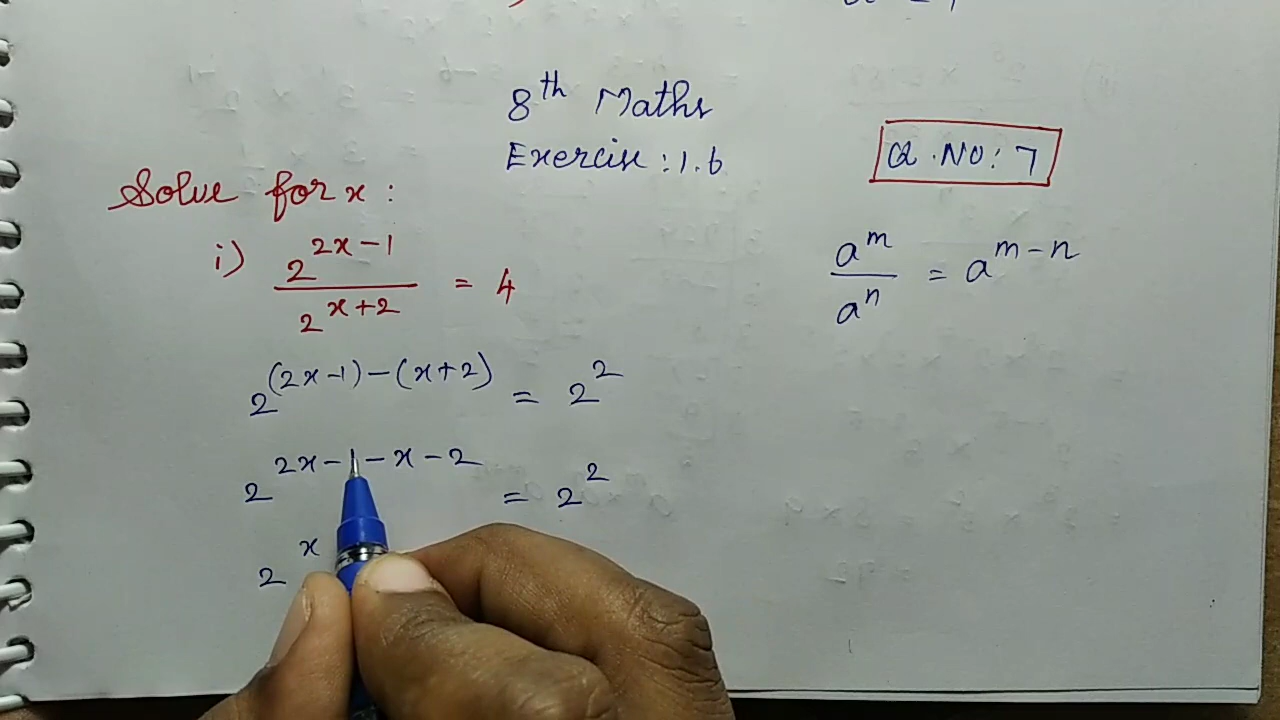 8th Maths
Exercise : 1.6
Q.NO: 7
Solve for x :
i) 2^(2x-1) / 2^(x+2) = 4
a^m / a^n = a^(m-n)
2^((2x-1)-(x+2)) = 2^2
2^(2x-1-x-2) = 2^2
2^x